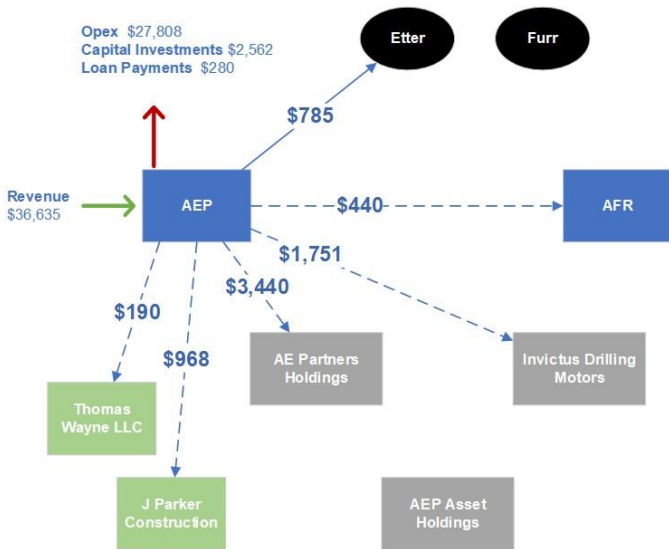 Opex $27,808
Capital Investments $2,562
Loan Payments $280
Etter
Furr
$785
Revenue
$36,635
AEP
$440
AFR
$1,751
$3,440
$190
$968
AE Partners
Holdings
Invictus Drilling
Motors
Thomas
Wayne LLC
J Parker
Construction
AEP Asset
Holdings